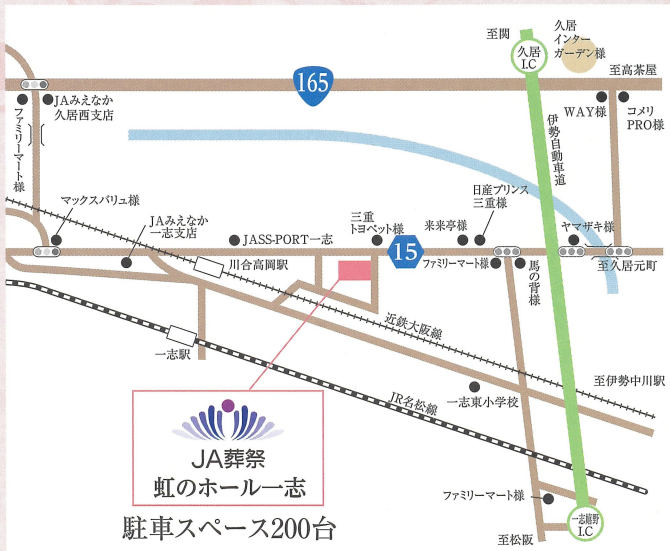 至関
久居
I.C
久居
インター
ガーデン様
至高茶屋
165
JAみえなか
久居西支店
ファミリーマート様
WAY様
コメリ
PRO様
伊勢自動車道
マックスバリュ様
JAみえなか
一志支店
JASS-PORT一志
三重
トヨペット様
15
来来亭様
日産プリンス
三重様
ヤマザキ様
川合高岡駅
ファミリーマート様
馬の背様
至久居元町
近鉄大阪線
一志駅
至伊勢中川駅
JR名松線
一志東小学校
JA葬祭
虹のホール一志
ファミリーマート様
一志嬉野
I.C
駐車スペース200台
至松阪